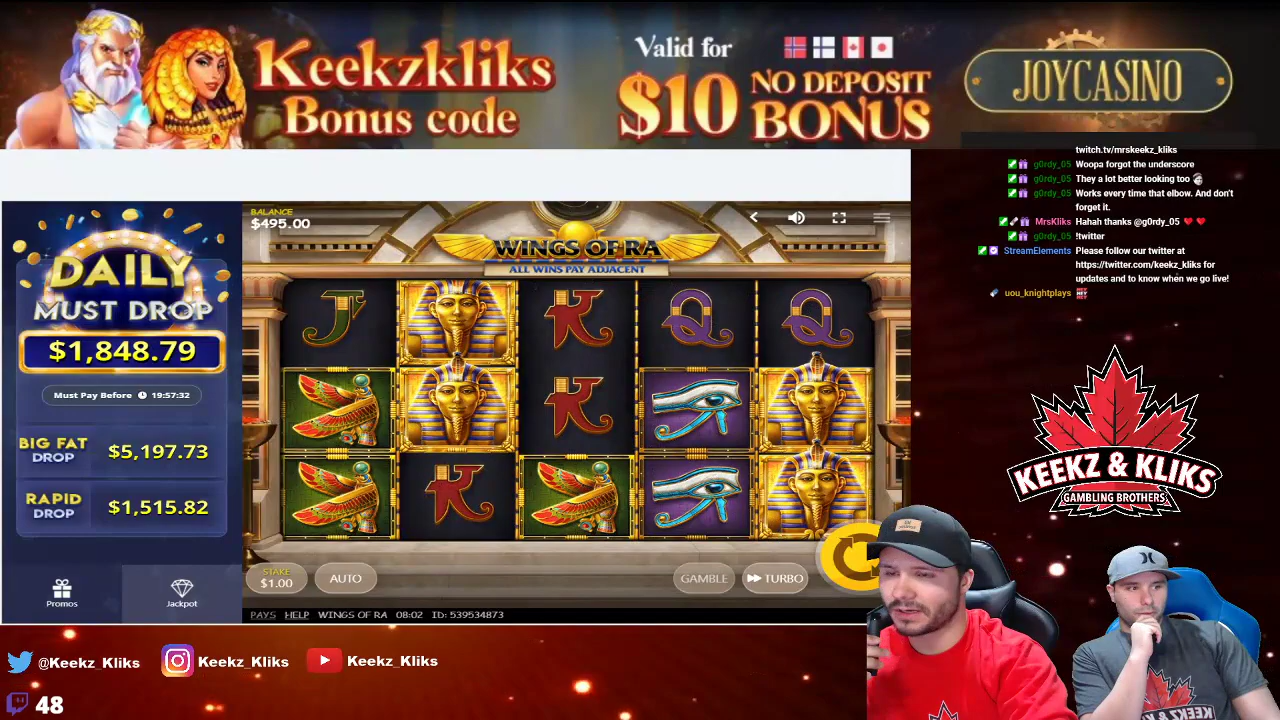 Keekzkliks
Bonus code
Valid for
$10 NO DEPOSIT
BONUS
JOYCASINO
twitch.tv/mrskeekz_kliks
g0rdy_05 Woopa forgot the underscore
g0rdy_05 They a lot better looking too
g0rdy_05 Works every time that elbow. And don't
forget it.
MrsKliks Hahah thanks @g0rdy_05
g0rdy_05 !twitter
StreamElements Please follow our twitter at
https://twitter.com/keekz_kliks for
updates and to know when we go live!
uou_knightplays HEY HEY HEY
DAILY
MUST DROP
$1,848.79
Must Pay Before 19:57:32
BIG FAT
DROP
$5,197.73
RAPID
DROP
$1,515.82
Promos
Jackpot
BALANCE
$495.00
WINGS OF RA
ALL WINS PAY ADJACENT
J K Q Q
K
K
STAKE
$1.00
AUTO
GAMBLE
TURBO
PAYS HELP WINGS OF RA 08:02 ID: 539534873
KEEKZ & KLIKS
GAMBLING BROTHERS
@Keekz_Kliks
Keekz_Kliks
Keekz_Kliks
48